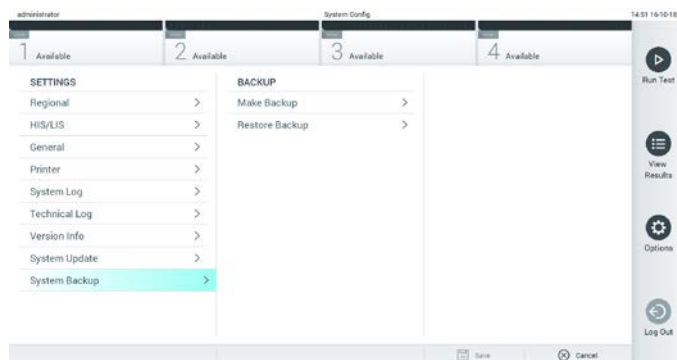 administrator System Config 14:51 16-10-18
1 Available 2 Available 3 Available 4 Available
Run Test
SETTINGS
Regional
HIS/LIS
General
Printer
System Log
Technical Log
Version Info
System Update
System Backup
BACKUP
Make Backup
Restore Backup
View
Results
Options
Log Out
Save Cancel